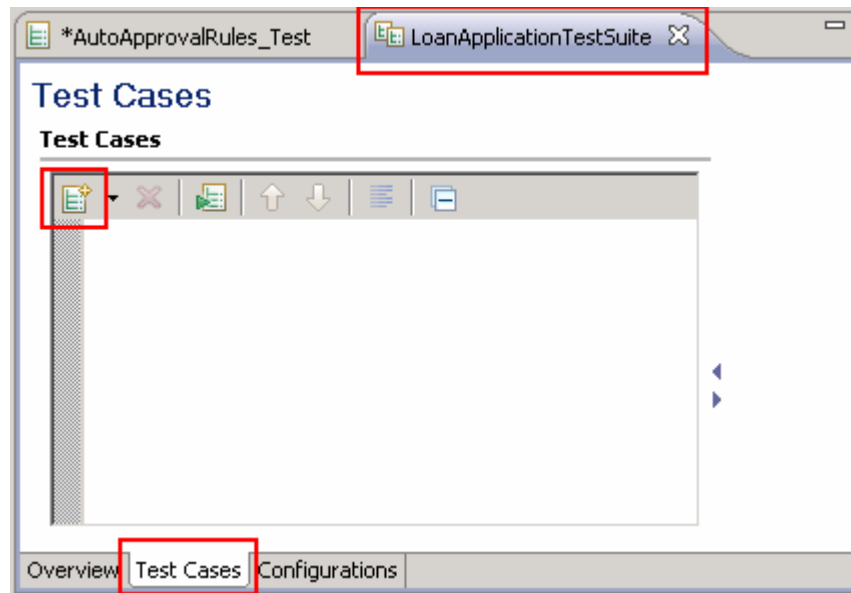 *AutoApprovalRules_Test LoanApplicationTestSuite
Test Cases
Test Cases
Overview Test Cases Configurations